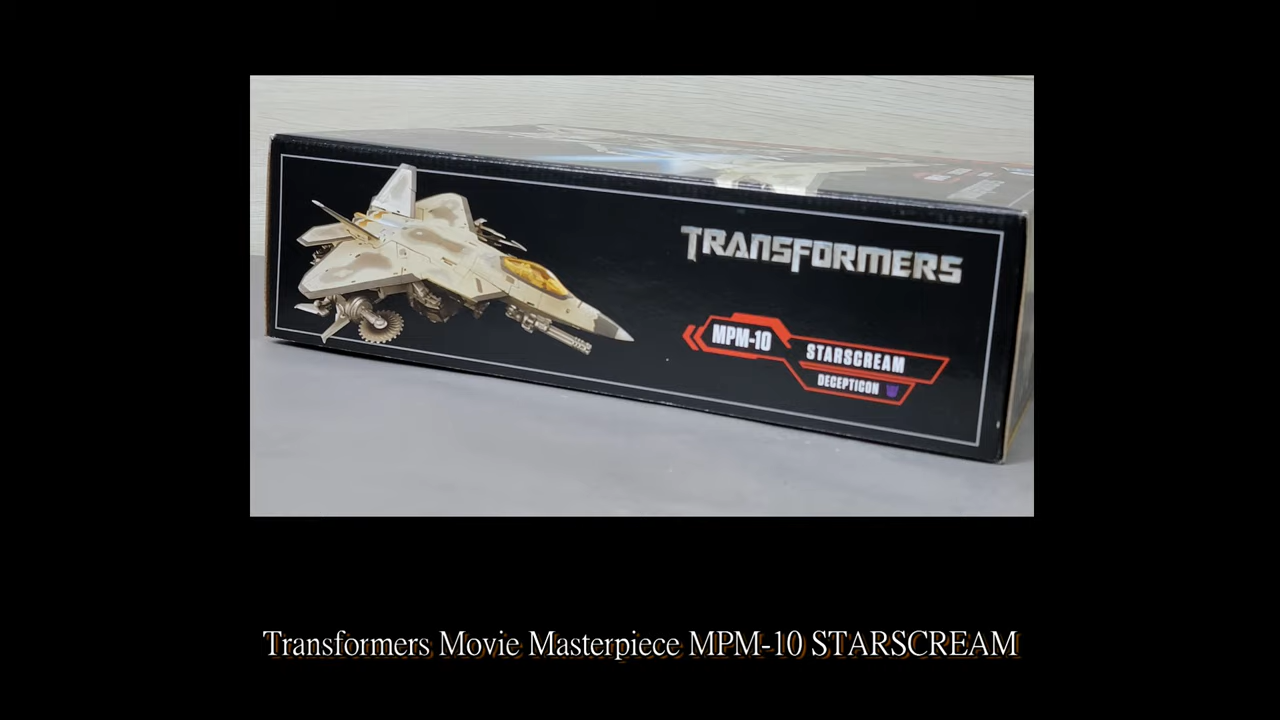 TRANSFORMERS
MPM-10
STARSCREAM
DECEPTICON
Transformers Movie Masterpiece MPM-10 STARSCREAM